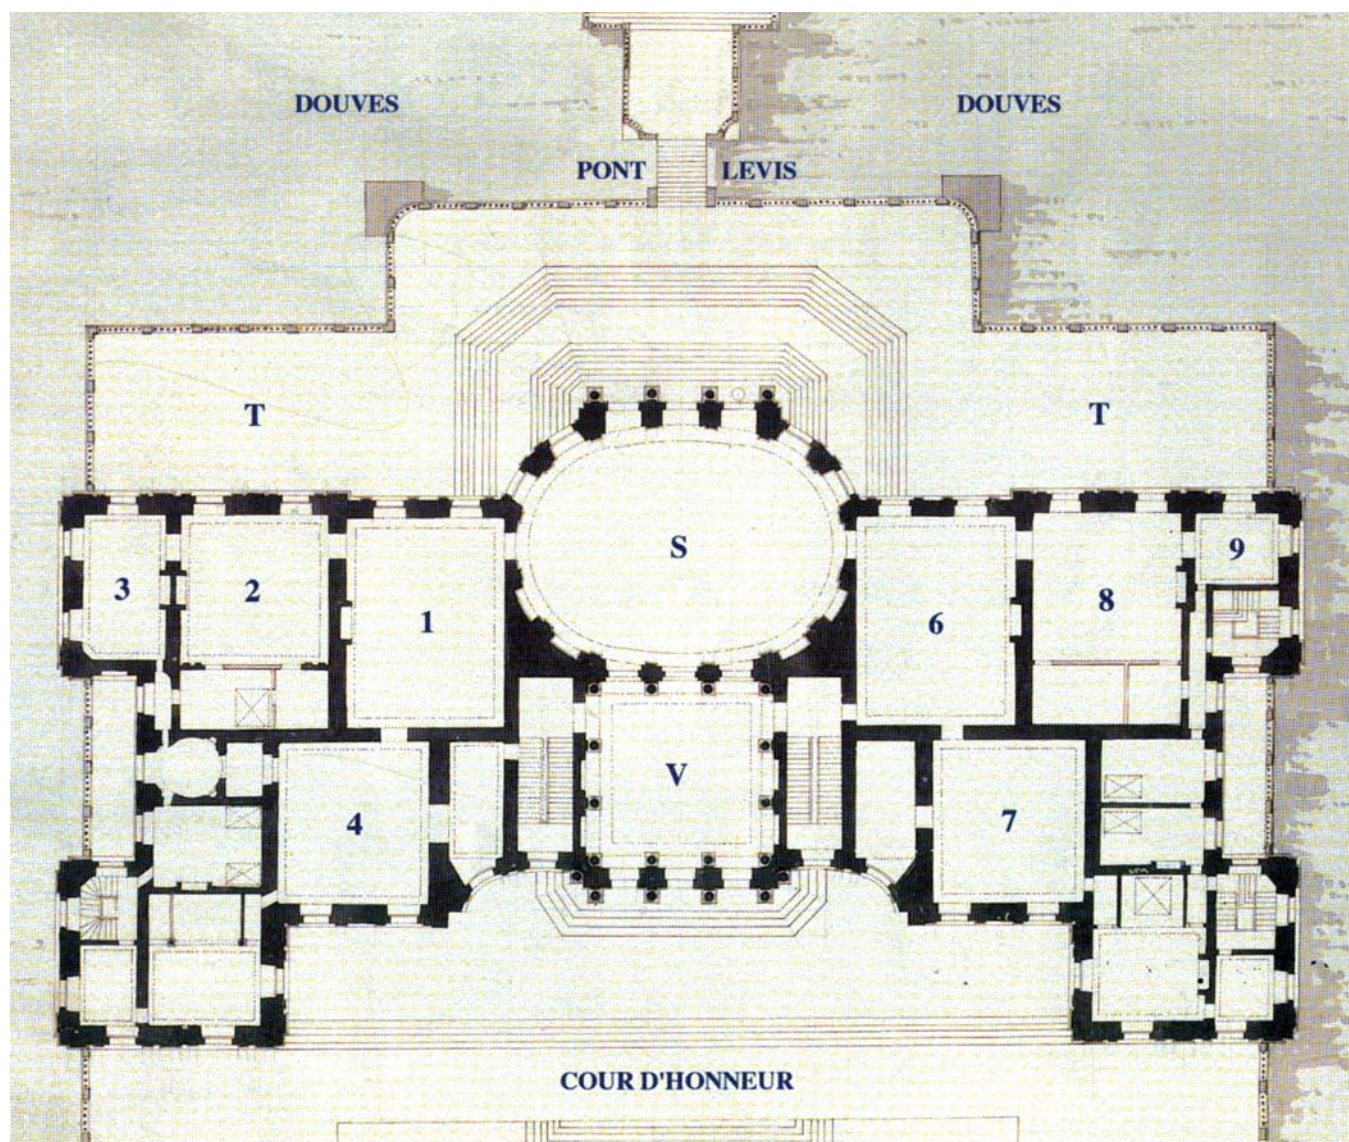 DOUVES DOUVES
PONT LEVIS
T T
S
3 2 1 6 8 9
V
4 7
COUR D'HONNEUR